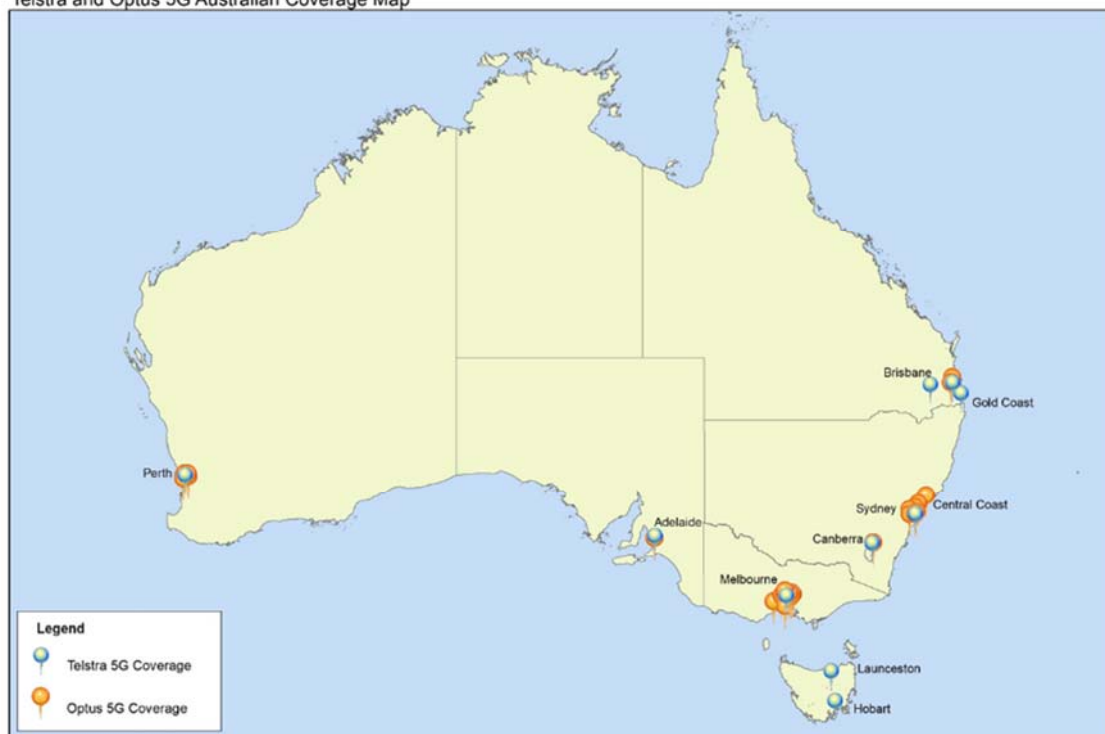 Telstra and Optus 5G Australian Coverage Map
Brisbane
Gold Coast
Perth
Sydney
Central Coast
Adelaide
Canberra
Melbourne
Launceston
Hobart
Legend
Telstra 5G Coverage
Optus 5G Coverage